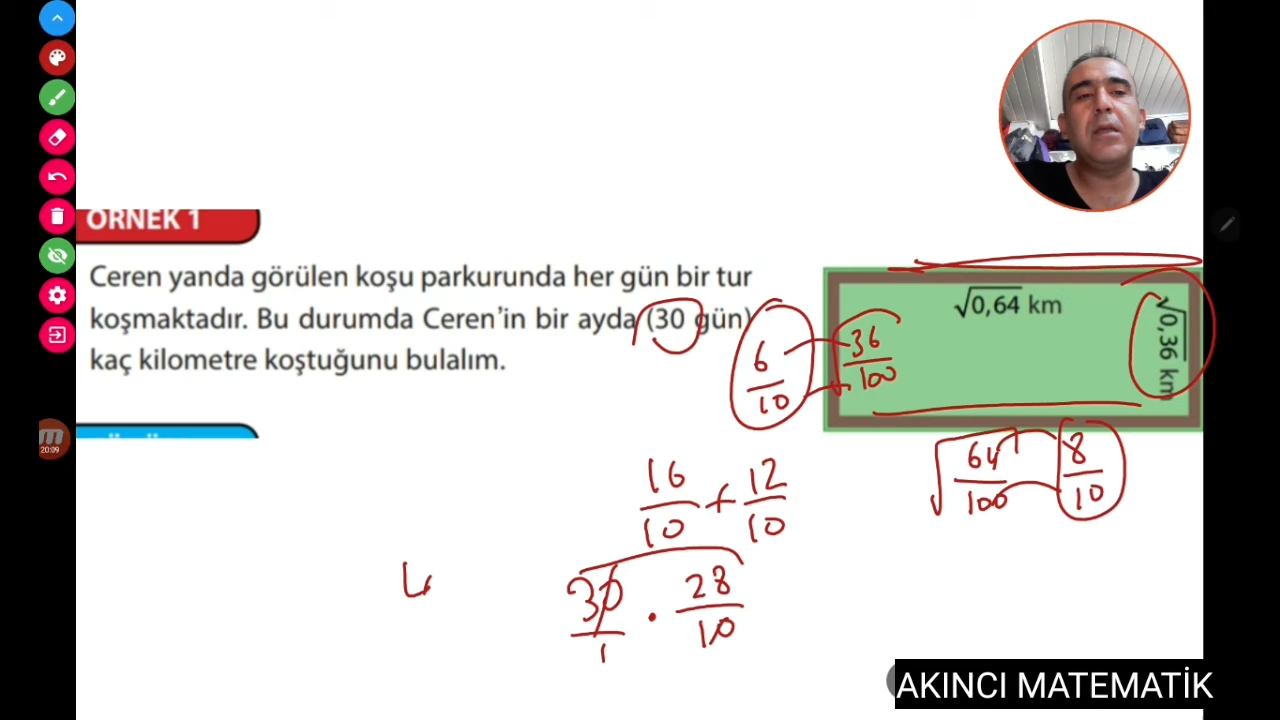 ÖRNEK 1
Ceren yanda görülen koşu parkurunda her gün bir tur
koşmaktadır. Bu durumda Ceren'in bir ayda (30 gün)
kaç kilometre koştuğunu bulalım.
√0,64 km
√0,36 km
6/10
36/100
√64/100
8/10
16/10 + 12/10
30/1 . 28/10
20:09
AKINCI MATEMATİK